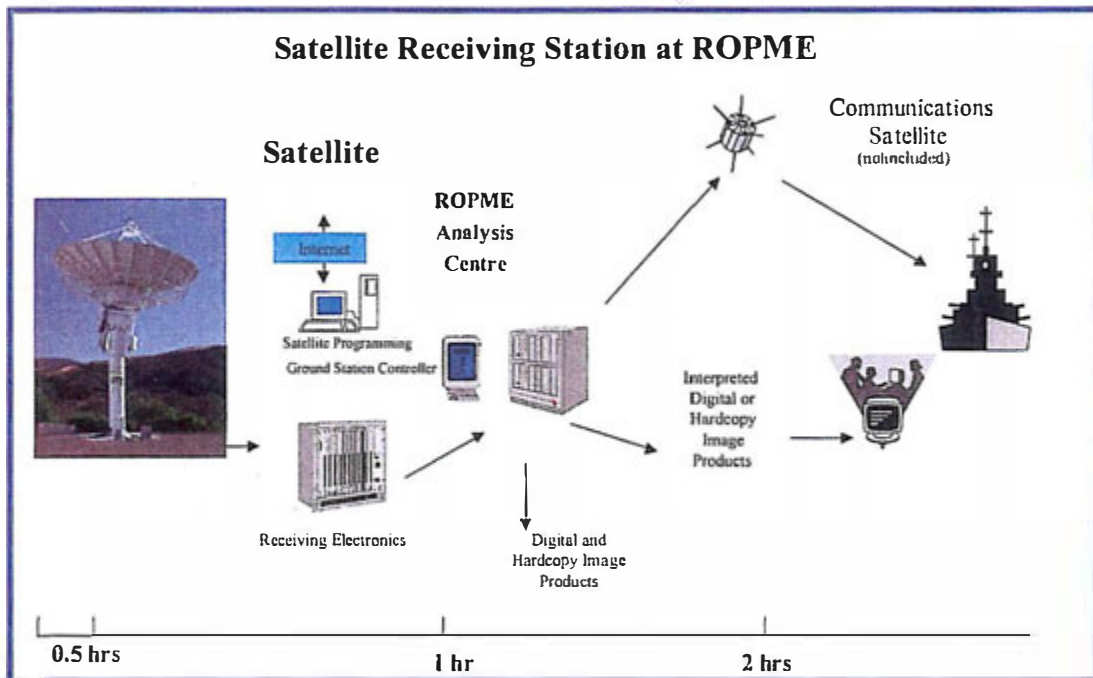 Satellite Receiving Station at ROPME
Communications
Satellite
(nolincluded)
Satellite
ROPME
Analysis
Centre
Internet
Satellite Programming
Ground Station Controller
Interpreted
Digital or
Hardcopy
Image
Products
Receiving Electronics
Digital and
Hardcopy Image
Products
0.5 hrs
1 hr
2 hrs